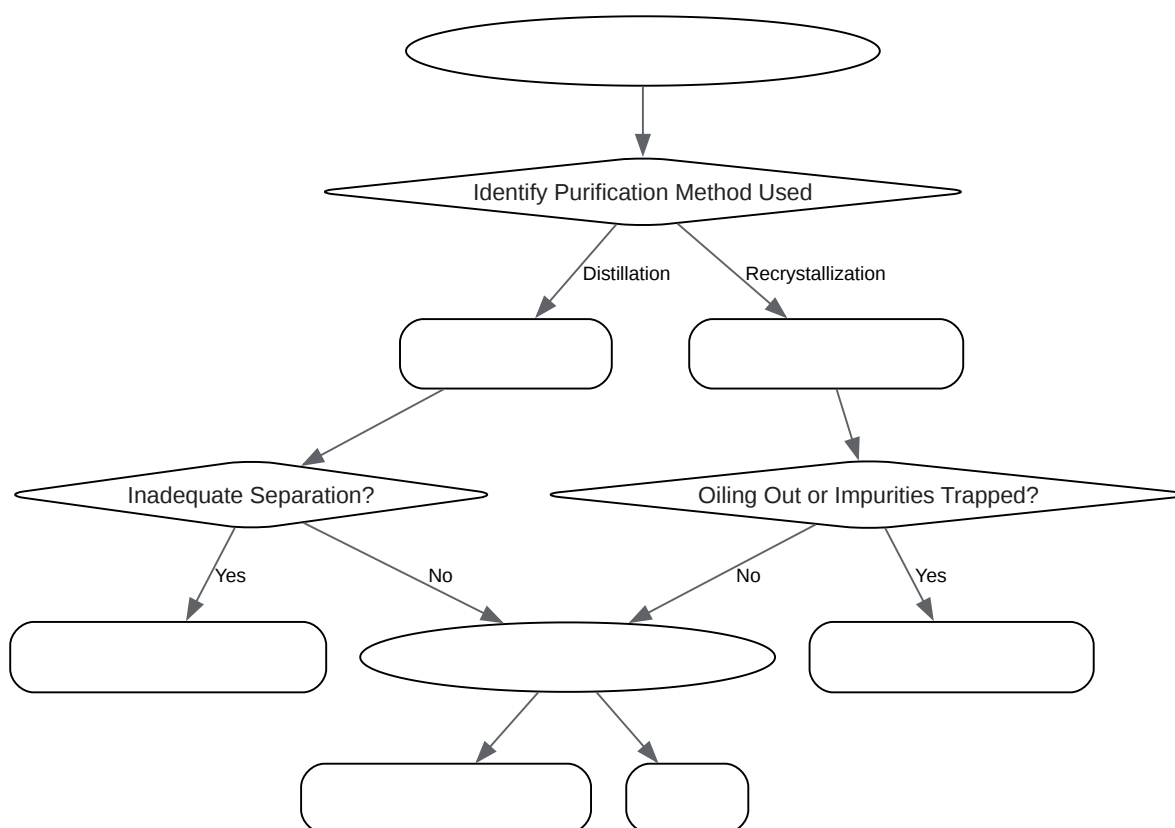 Identify Purification Method Used
Distillation
Recrystallization
Inadequate Separation?
Oiling Out or Impurities Trapped?
Yes
No
No
Yes